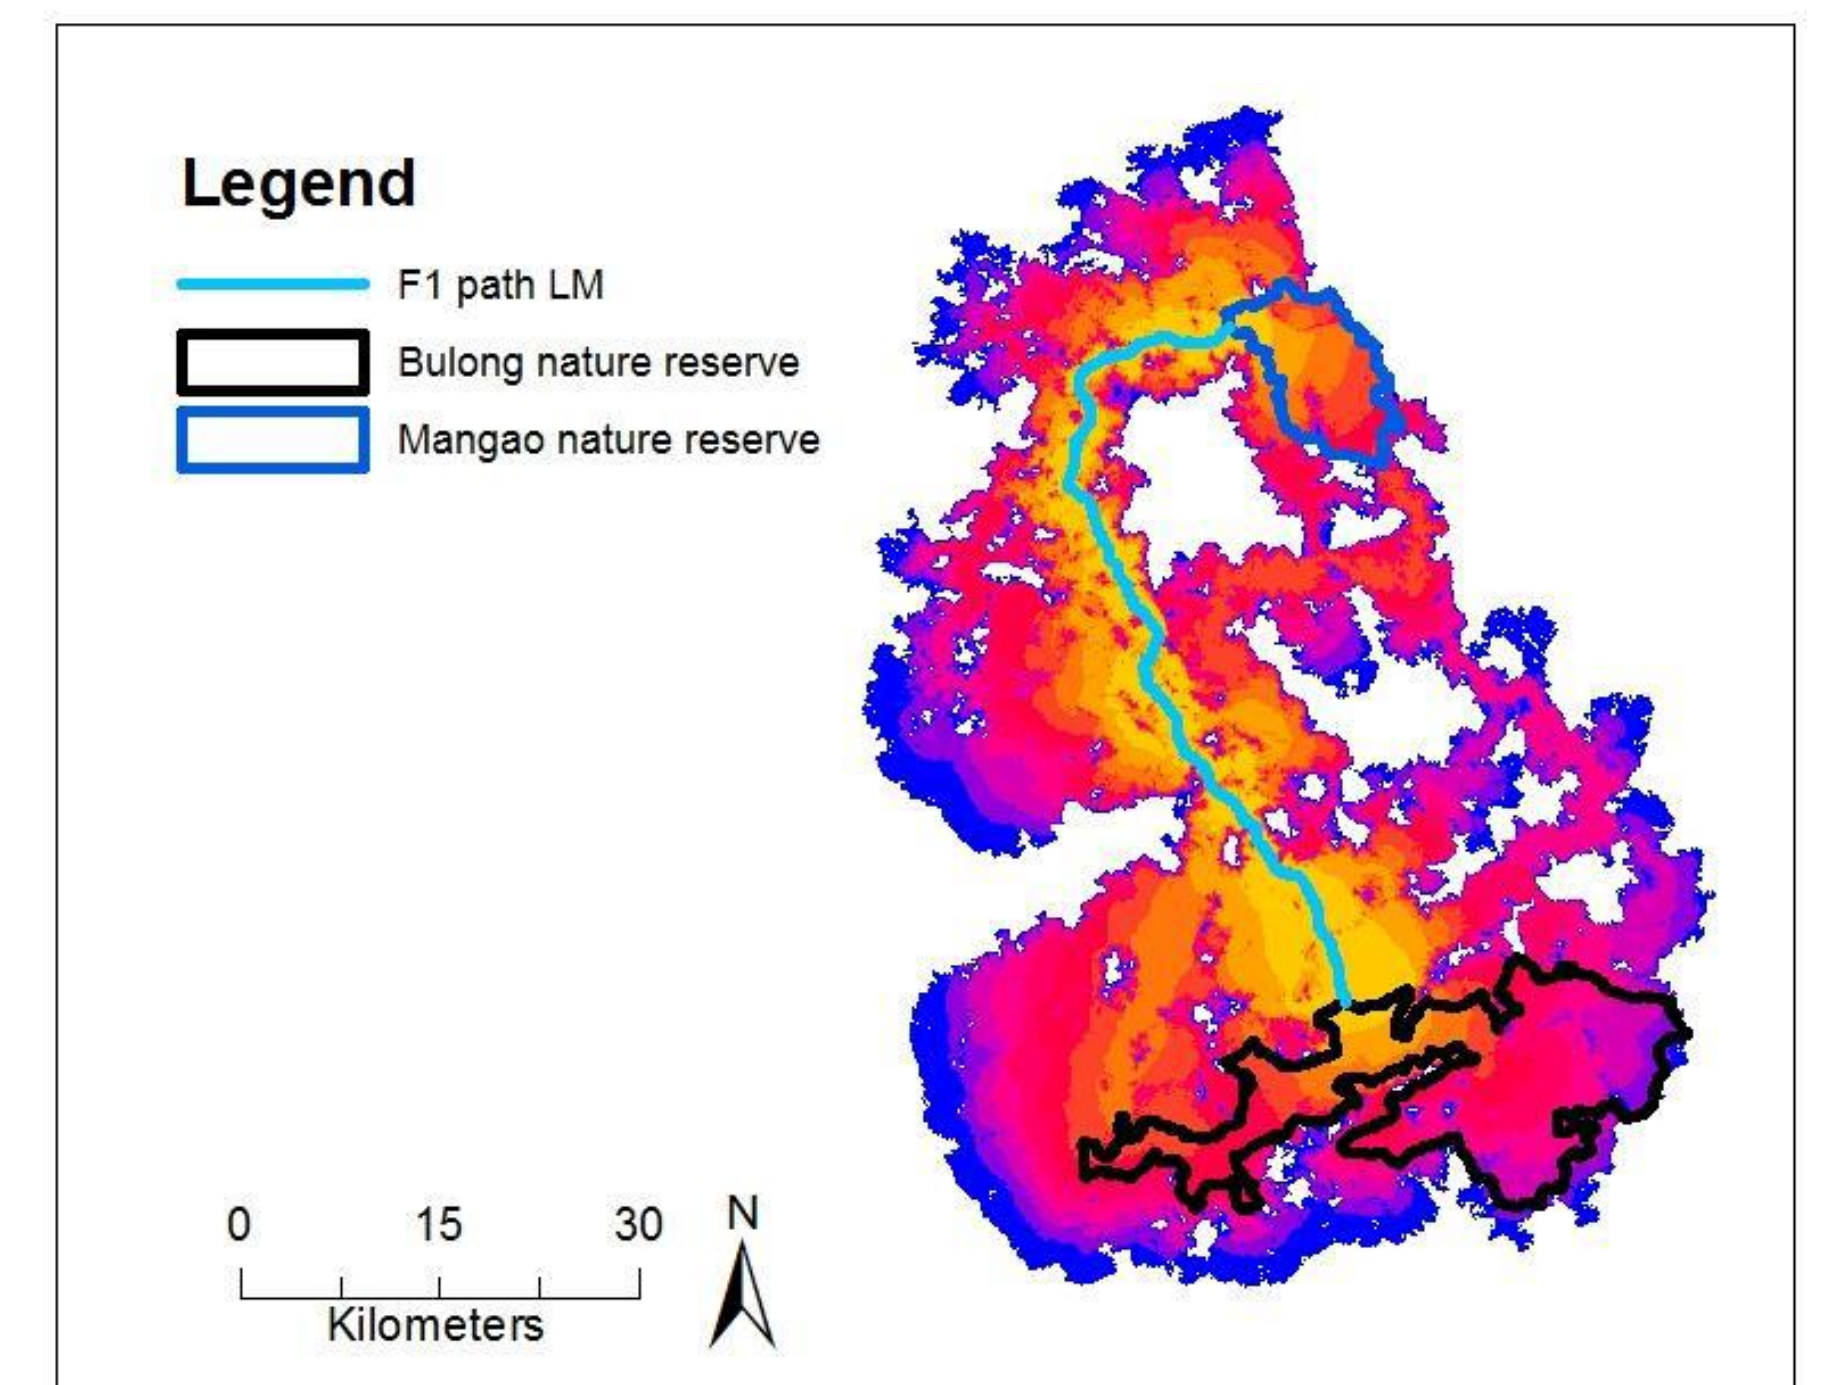 Legend
F1 path LM
Bulong nature reserve
Mangao nature reserve
0 15 30
Kilometers
N